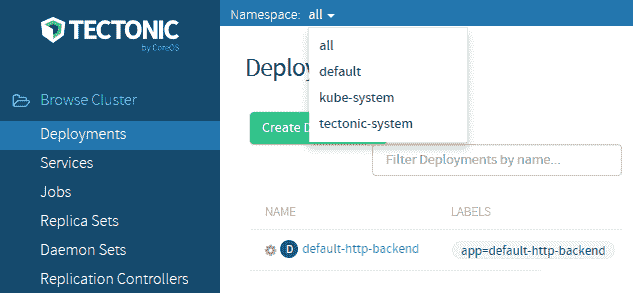 TECTONIC
by CoreOS
Browse Cluster
Deployments
Services
Jobs
Replica Sets
Daemon Sets
Replication Controllers
Namespace: all
all
default
kube-system
tectonic-system
Create
Filter Deployments by name...
NAME LABELS
D default-http-backend app=default-http-backend